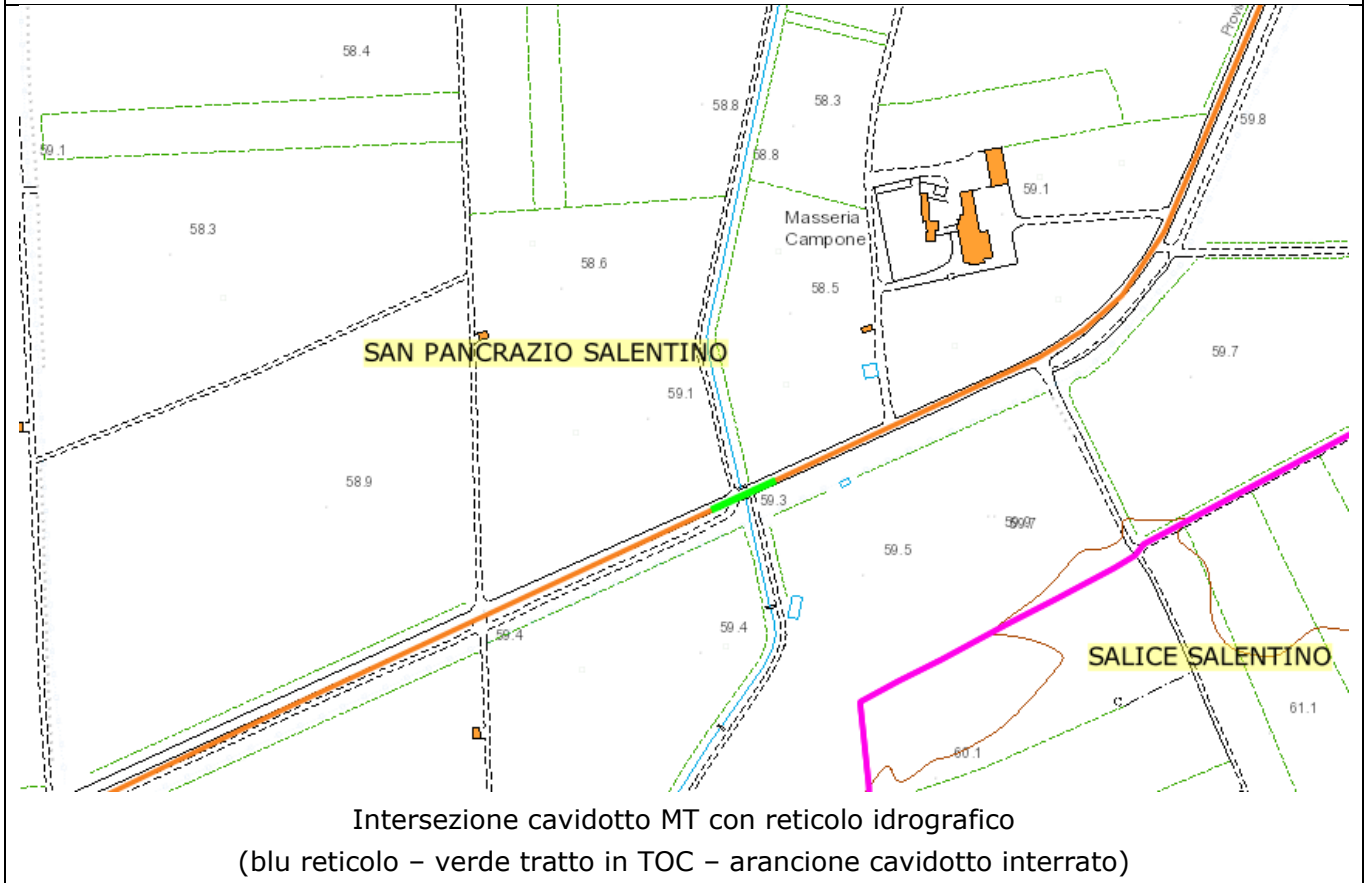 Provi
58.4
58.8
58.3
59.8
59.1
58.8
59.1
58.3
Masseria
Campone
58.6
58.5
SAN PANCRAZIO SALENTINO
59.7
59.1
58.9
59.3
59.5
59.4
59.4
SALICE SALENTINO
61.1
60.1
Intersezione cavidotto MT con reticolo idrografico
(blu reticolo – verde tratto in TOC – arancione cavidotto interrato)